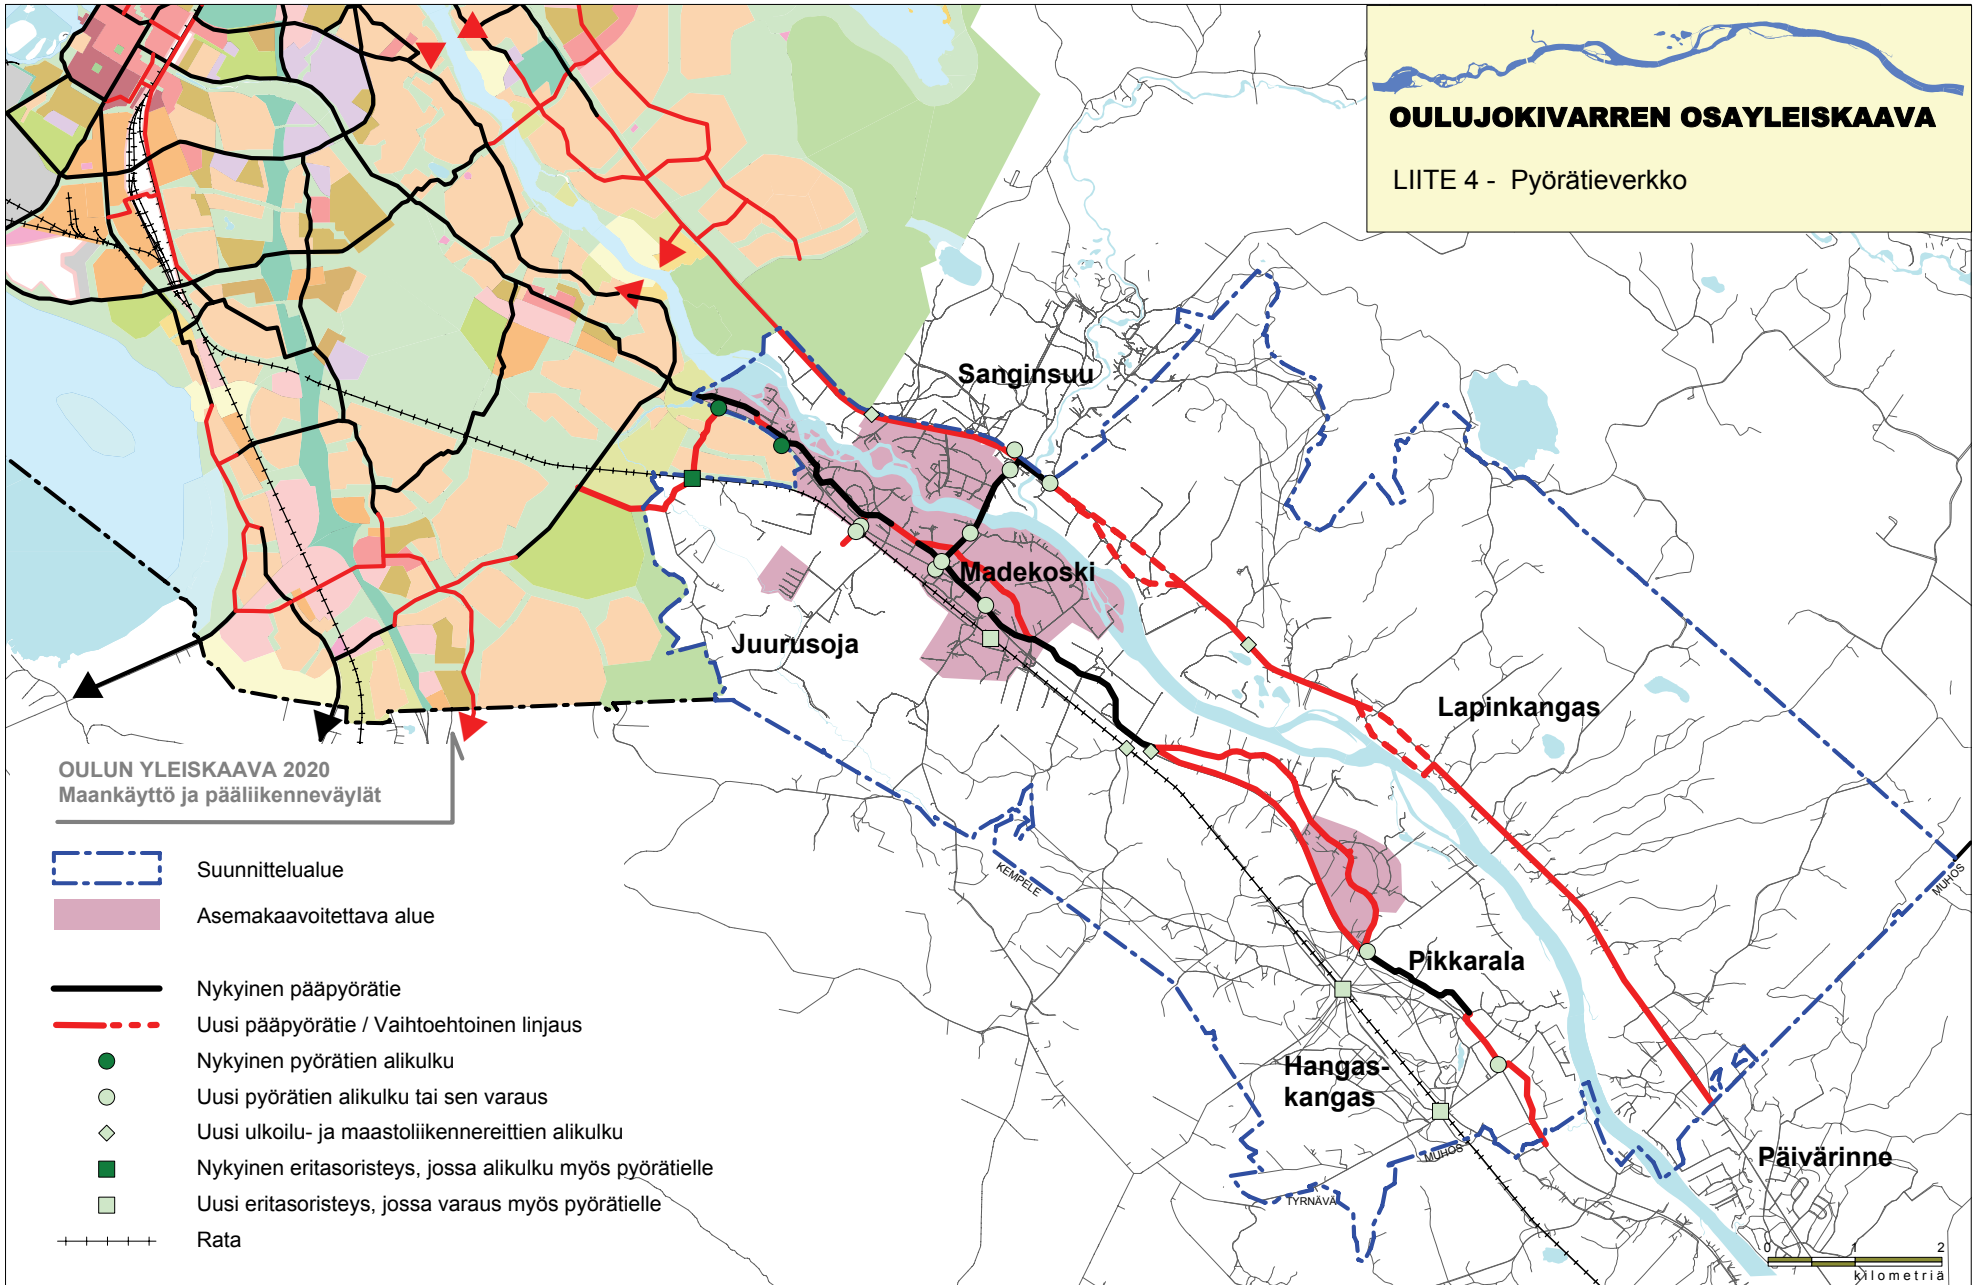 OULUJOKIVARREN OSAYLEISKAAVA
LIITE 4 - Pyörätieverkko
Sanginsuu
Madekoski
Juurusoja
Lapinkangas
Pikkarala
Hangas-
kangas
Päivärinne
KEMPELE
MUHOS
MUHOS
TYRNÄVÄ
OULUN YLEISKAAVA 2020
Maankäyttö ja pääliikenneväylät
Suunnittelualue
Asemakaavoitettava alue
Nykyinen pääpyörätie
Uusi pääpyörätie / Vaihtoehtoinen linjaus
Nykyinen pyörätien alikulku
Uusi pyörätien alikulku tai sen varaus
Uusi ulkoilu- ja maastoliikennereittien alikulku
Nykyinen eritasoristeys, jossa alikulku myös pyörätielle
Uusi eritasoristeys, jossa varaus myös pyörätielle
Rata
0 1 2
kilometriä